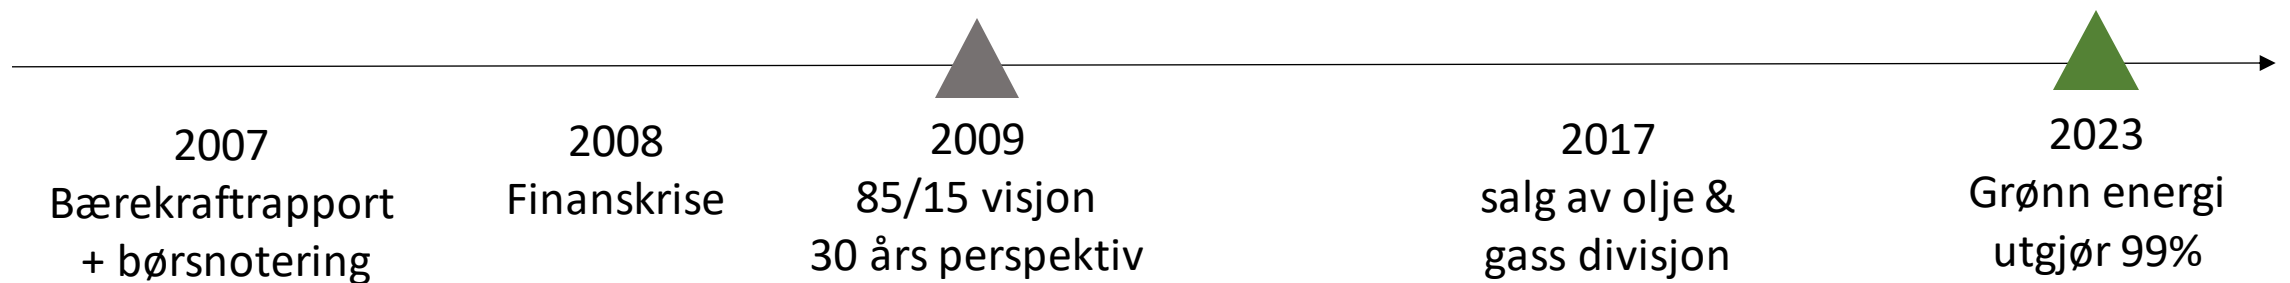 2007
Bærekraftrapport
+ børsnotering
2008
Finanskrise
2009
85/15 visjon
30 års perspektiv
2017
salg av olje &
gass divisjon
2023
Grønn energi
utgjør 99%